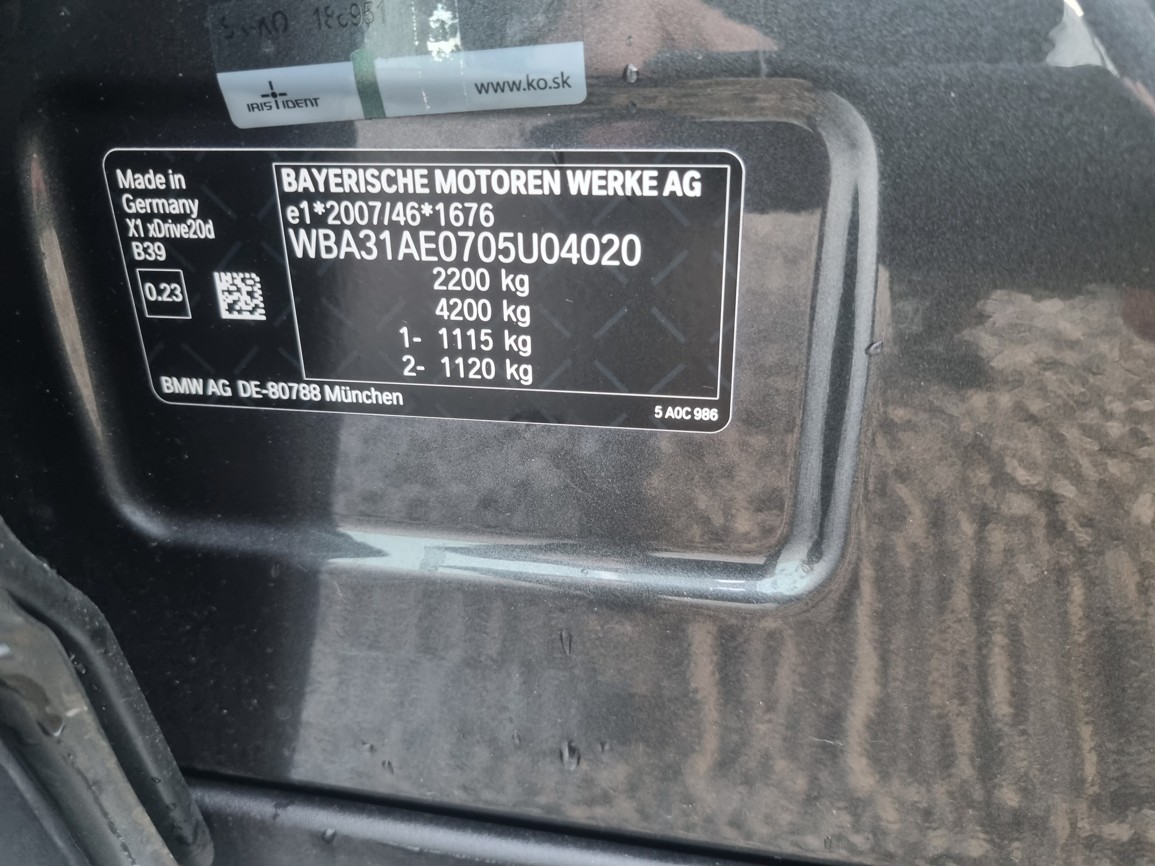 IRIS IDENT
www.ko.sk
Made in
Germany
X1 xDrive20d
B39
0.23
BAYERISCHE MOTOREN WERKE AG
e1*2007/46*1676
WBA31AE0705U04020
2200 kg
4200 kg
1- 1115 kg
2- 1120 kg
BMW AG DE-80788 München
5 A0C 986